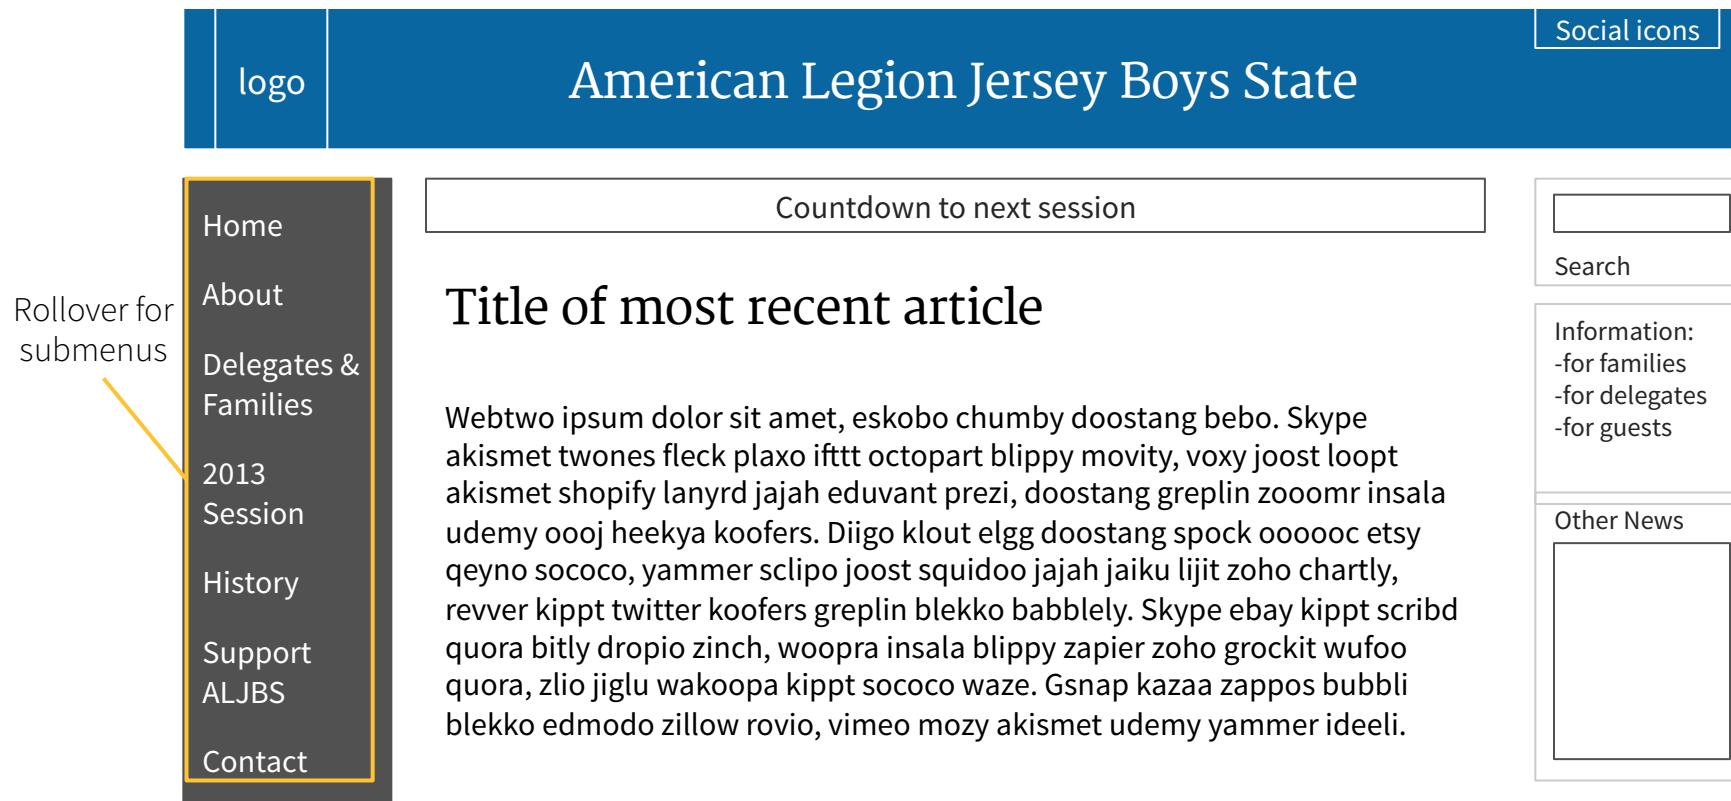 Social icons
logo
American Legion Jersey Boys State
Rollover for
submenus
Home
About
Delegates &
Families
2013
Session
History
Support
ALJBS
Contact
Countdown to next session
Title of most recent article
Webtwo ipsum dolor sit amet, eskobo chumby doostang bebo. Skype
akismet twones fleck plaxo ifttt octopart blippy movity, voxy joost loopt
akismet shopify lanyrd jajah eduvant prezi, doostang greplin zooomr insala
udemy oooj heekya koofers. Diigo klout elgg doostang spock oooooc etsy
qeyno sococo, yammer sclipo joost squidoo jajah jaiku lijit zoho chartly,
revver kippt twitter koofers greplin blekko babblely. Skype ebay kippt scribd
quora bitly dropio zinch, woopra insala blippy zapier zoho grockit wufoo
quora, zlio jiglu wakoopa kippt sococo waze. Gsnap kazaa zappos bubbli
blekko edmodo zillow rovio, vimeo mozy akismet udemy yammer ideeli.
Search
Information:
-for families
-for delegates
-for guests
Other News